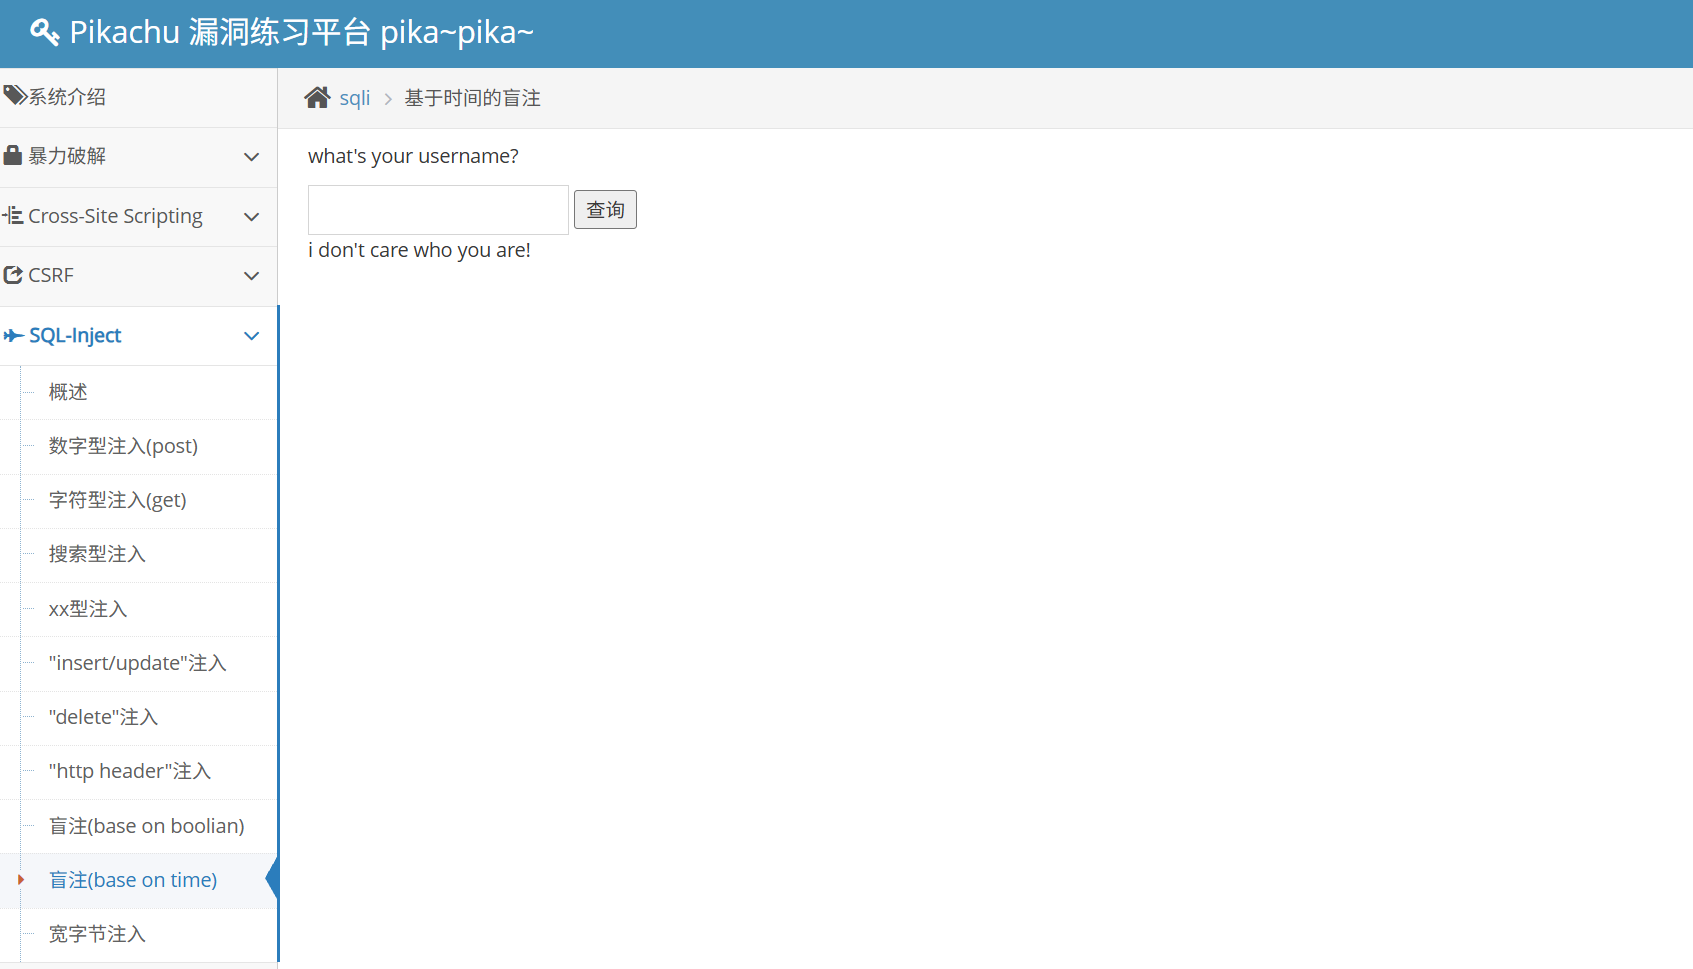 Pikachu 漏洞练习平台 pika~pika~
系统介绍
暴力破解
Cross-Site Scripting
CSRF
SQL-Inject
概述
数字型注入(post)
字符型注入(get)
搜索型注入
xx型注入
"insert/update"注入
"delete"注入
"http header"注入
盲注(base on boolian)
盲注(base on time)
宽字节注入
sqli > 基于时间的盲注
what's your username?
查询
i don't care who you are!